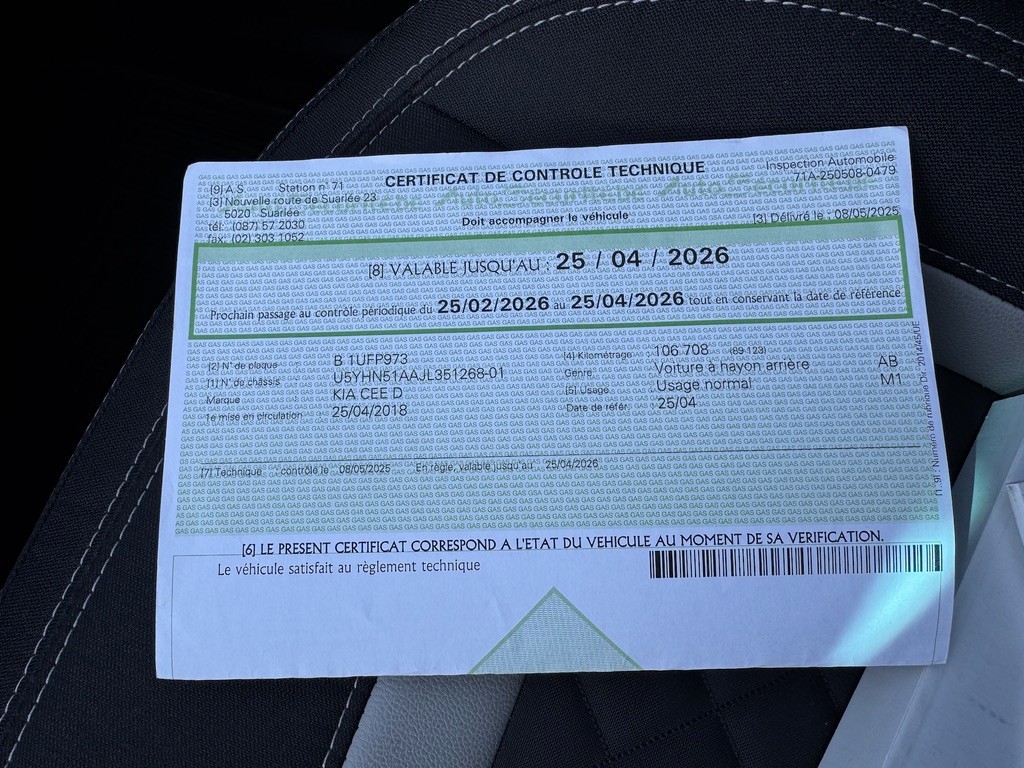 CERTIFICAT DE CONTROLE TECHNIQUE
Inspection Automobile
71A-250508-0479
[9] A.S. Station n° 71
[3] Nouvelle route de Suarlée 23
5020 Suarlée
tél: (087) 57 2030
fax: (02) 303 1052
Doit accompagner le véhicule
[3] Délivré le : 08/05/2025
[8] VALABLE JUSQU'AU : 25 / 04 / 2026
Prochain passage au contrôle périodique du 25/02/2026 au 25/04/2026 tout en conservant la date de référence
[2] N° de plaque : B 1UFP973
[1] N° de châssis : U5YHN51AAJL351268-01
Marque : KIA CEE D
1e mise en circulation : 25/04/2018
[4] Kilométrage : 106 708 (89 123)
Genre : Voiture à hayon arrière AB
[5] Usage : Usage normal M1
Date de référ. : 25/04
[7] Technique : contrôlé le : 08/05/2025 En règle, valable jusqu'au : 25/04/2026
[6] LE PRESENT CERTIFICAT CORRESPOND A L'ETAT DU VEHICULE AU MOMENT DE SA VERIFICATION.
Le véhicule satisfait au règlement technique